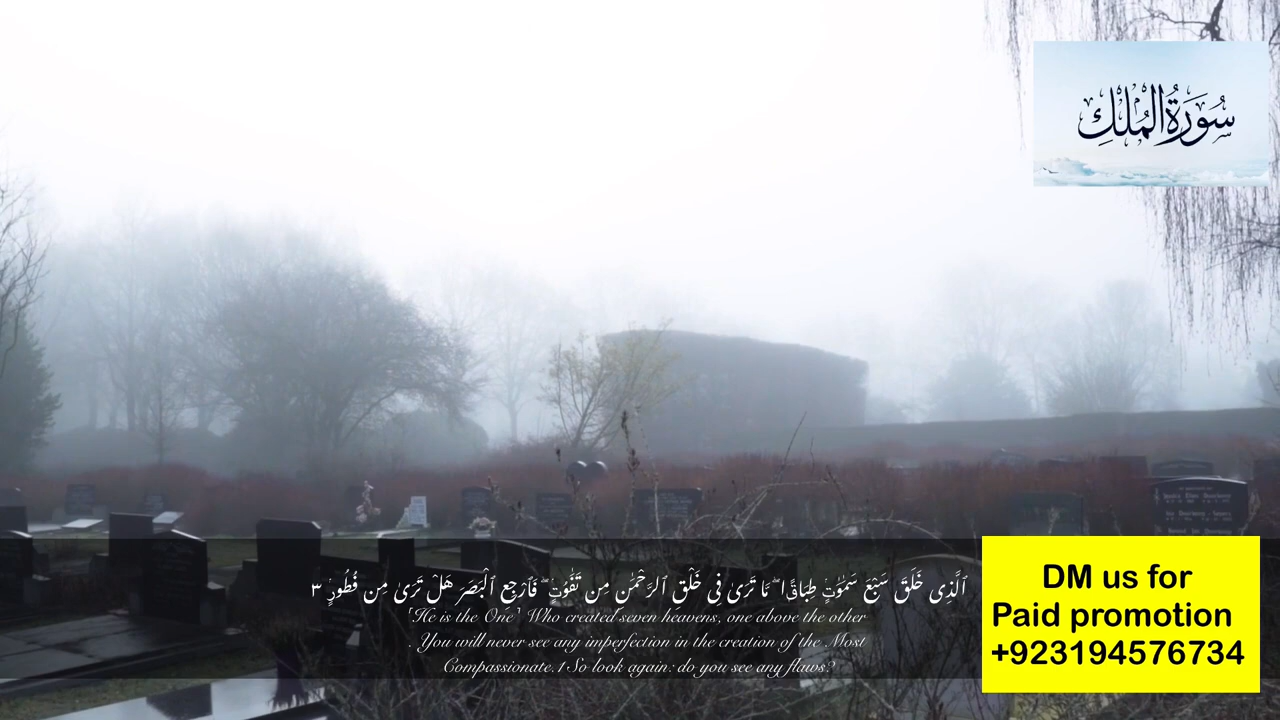 سُورَةُ الْمُلْكِ
ٱلَّذِى خَلَقَ سَبْعَ سَمَـٰوَٰتٍۢ طِبَاقًۭا ۖ مَّا تَرَىٰ فِى خَلْقِ ٱلرَّحْمَـٰنِ مِن تَفَـٰوُتٍۢ ۖ فَٱرْجِعِ ٱلْبَصَرَ هَلْ تَرَىٰ مِن فُطُورٍۢ ٣
'He is the One' Who created seven heavens, one above the other
. You will never see any imperfection in the creation of the Most
Compassionate.1 So look again: do you see any flaws?
DM us for
Paid promotion
+923194576734